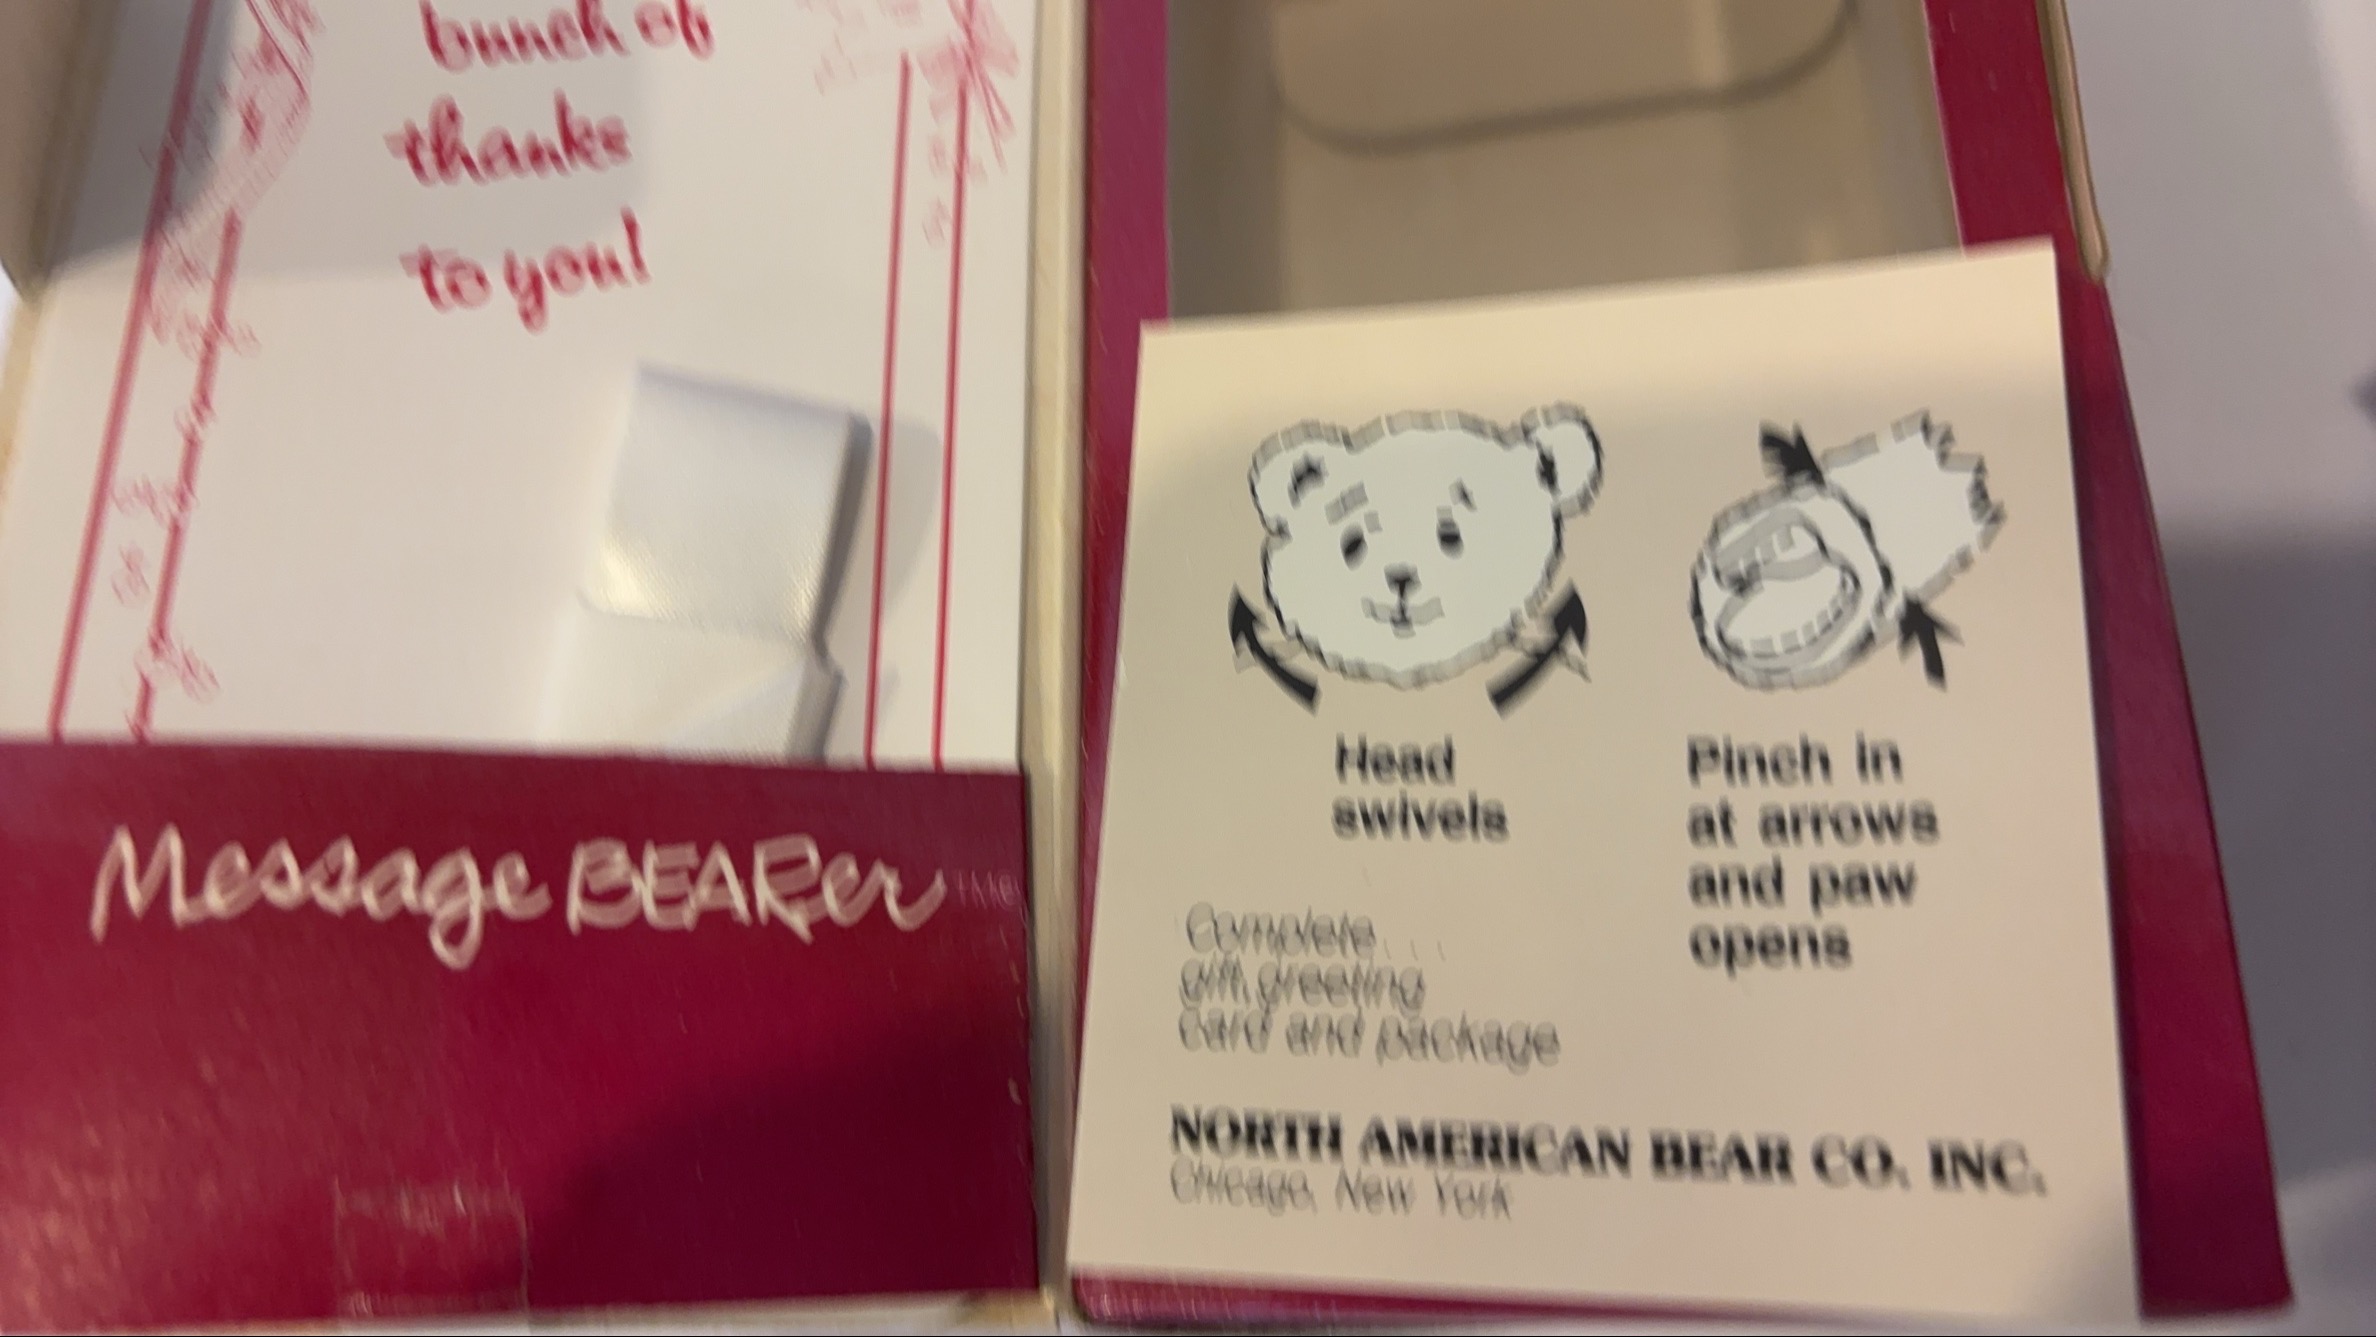 bunch of
thanks
to you!
Message BEARer
Head
swivels
Pinch in
at arrows
and paw
opens
Complete...
gift, greeting
card and package
NORTH AMERICAN BEAR CO. INC.
Chicago, New York